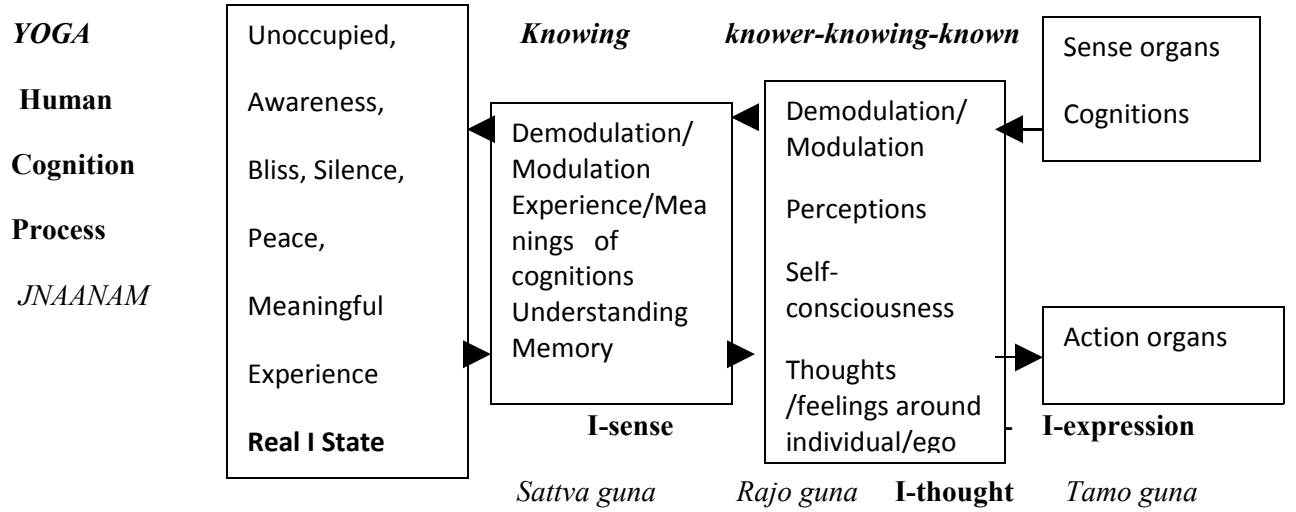 YOGA
Human
Cognition
Process
JNAANAM
Unoccupied,
Awareness,
Bliss, Silence,
Peace,
Meaningful
Experience
Real I State
Knowing
Demodulation/
Modulation
Experience/Mea
nings of
cognitions
Understanding
Memory
I-sense
Sattva guna
knower-knowing-known
Demodulation/
Modulation
Perceptions
Self-
consciousness
Thoughts
/feelings around
individual/ego
Rajo guna I-thought
Sense organs
Cognitions
Action organs
- I-expression
Tamo guna